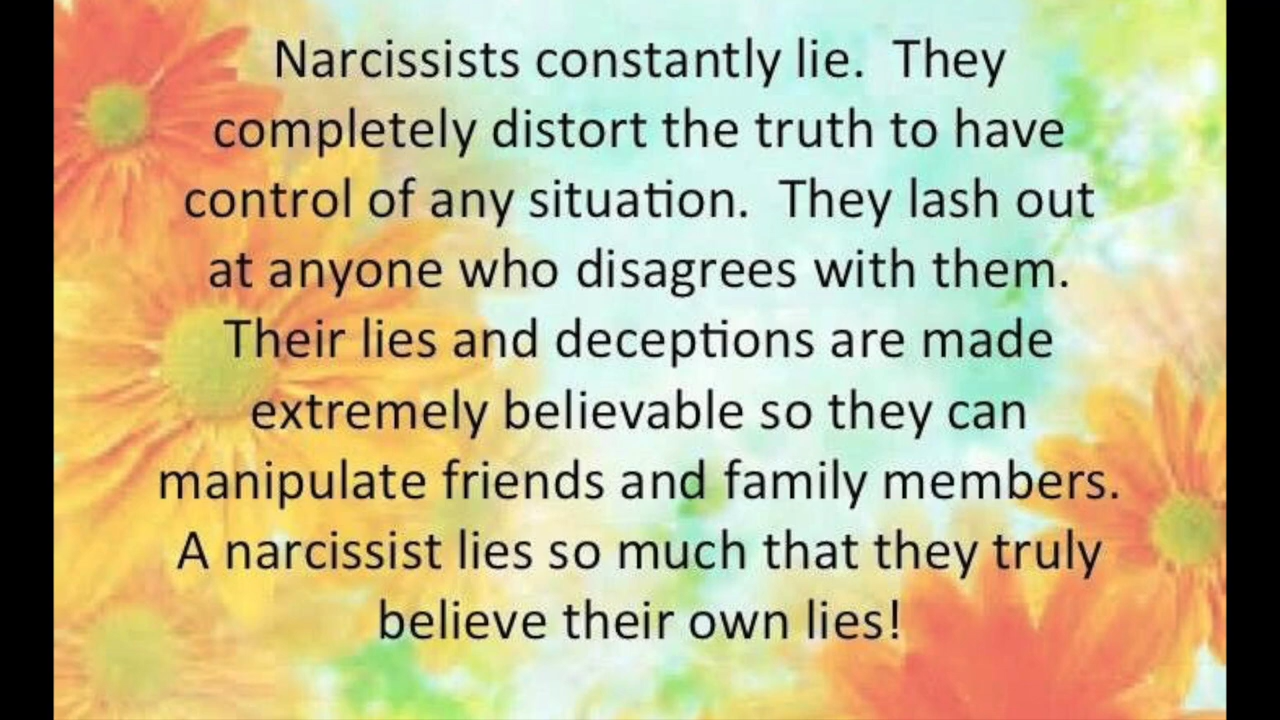 Narcissists constantly lie.  They
completely distort the truth to have
control of any situation.  They lash out
at anyone who disagrees with them.
Their lies and deceptions are made
extremely believable so they can
manipulate friends and family members.
A narcissist lies so much that they truly
believe their own lies!